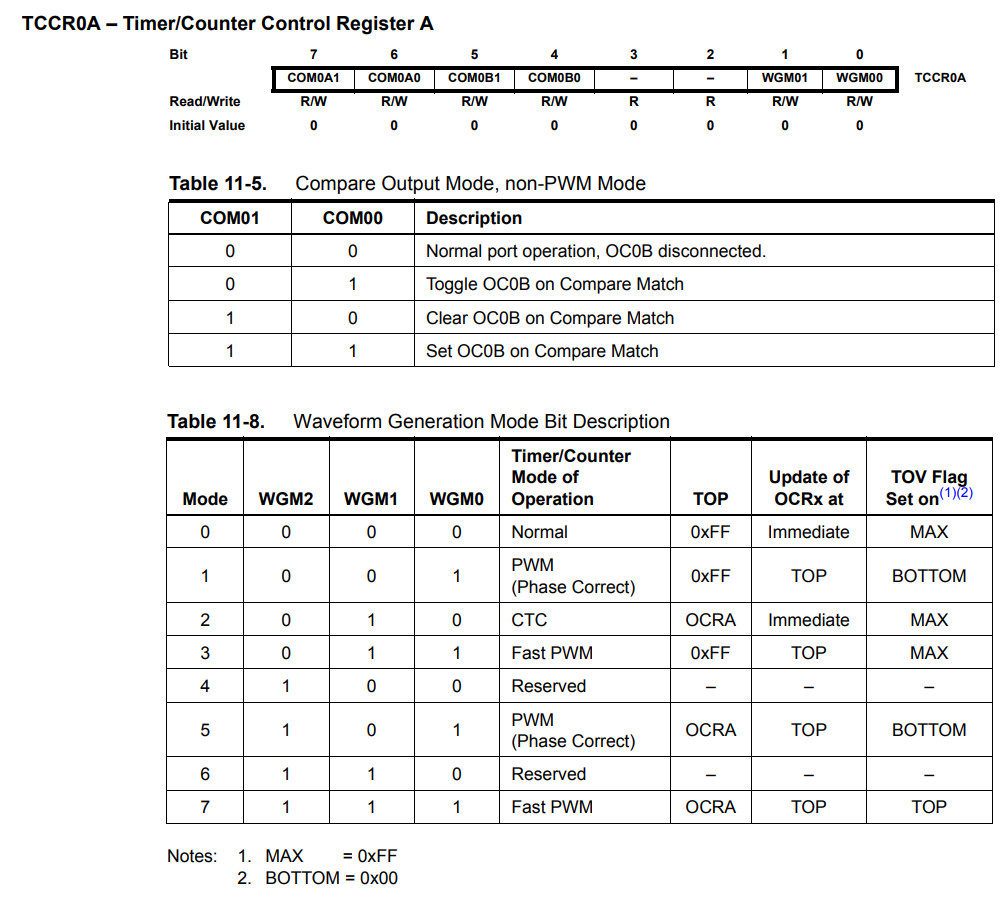 TCCR0A – Timer/Counter Control Register A
Bit 7 6 5 4 3 2 1 0
COM0A1 COM0A0 COM0B1 COM0B0 – – WGM01 WGM00 TCCR0A
Read/Write R/W R/W R/W R/W R R R/W R/W
Initial Value 0 0 0 0 0 0 0 0
Table 11-5. Compare Output Mode, non-PWM Mode
COM01 COM00 Description
0 0 Normal port operation, OC0B disconnected.
0 1 Toggle OC0B on Compare Match
1 0 Clear OC0B on Compare Match
1 1 Set OC0B on Compare Match
Table 11-8. Waveform Generation Mode Bit Description
Timer/Counter
Mode of Update of TOV Flag
Mode WGM2 WGM1 WGM0 Operation TOP OCRx at Set on(1)(2)
0 0 0 0 Normal 0xFF Immediate MAX
PWM
1 0 0 1 (Phase Correct) 0xFF TOP BOTTOM
2 0 1 0 CTC OCRA Immediate MAX
3 0 1 1 Fast PWM 0xFF TOP MAX
4 1 0 0 Reserved – – –
PWM
5 1 0 1 (Phase Correct) OCRA TOP BOTTOM
6 1 1 0 Reserved – – –
7 1 1 1 Fast PWM OCRA TOP TOP
Notes: 1. MAX = 0xFF
2. BOTTOM = 0x00